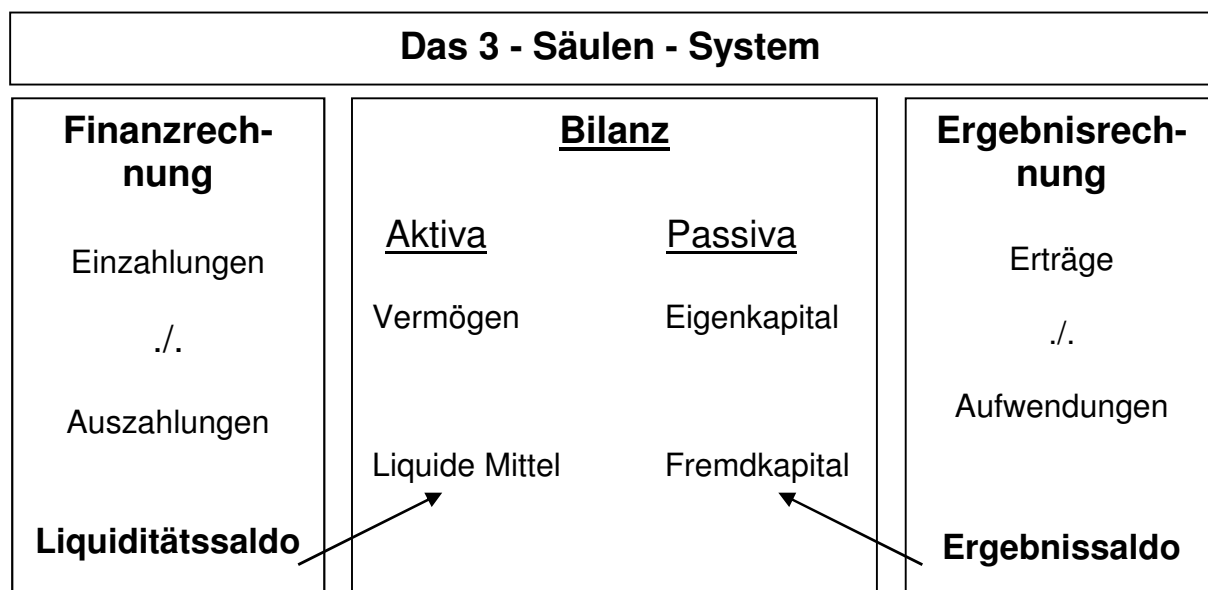 Das 3 - Säulen - System
Finanzrech-
nung
Einzahlungen
./.
Auszahlungen
Liquiditätssaldo
Bilanz
Aktiva Passiva
Vermögen Eigenkapital
Liquide Mittel Fremdkapital
Ergebnisrech-
nung
Erträge
./.
Aufwendungen
Ergebnissaldo